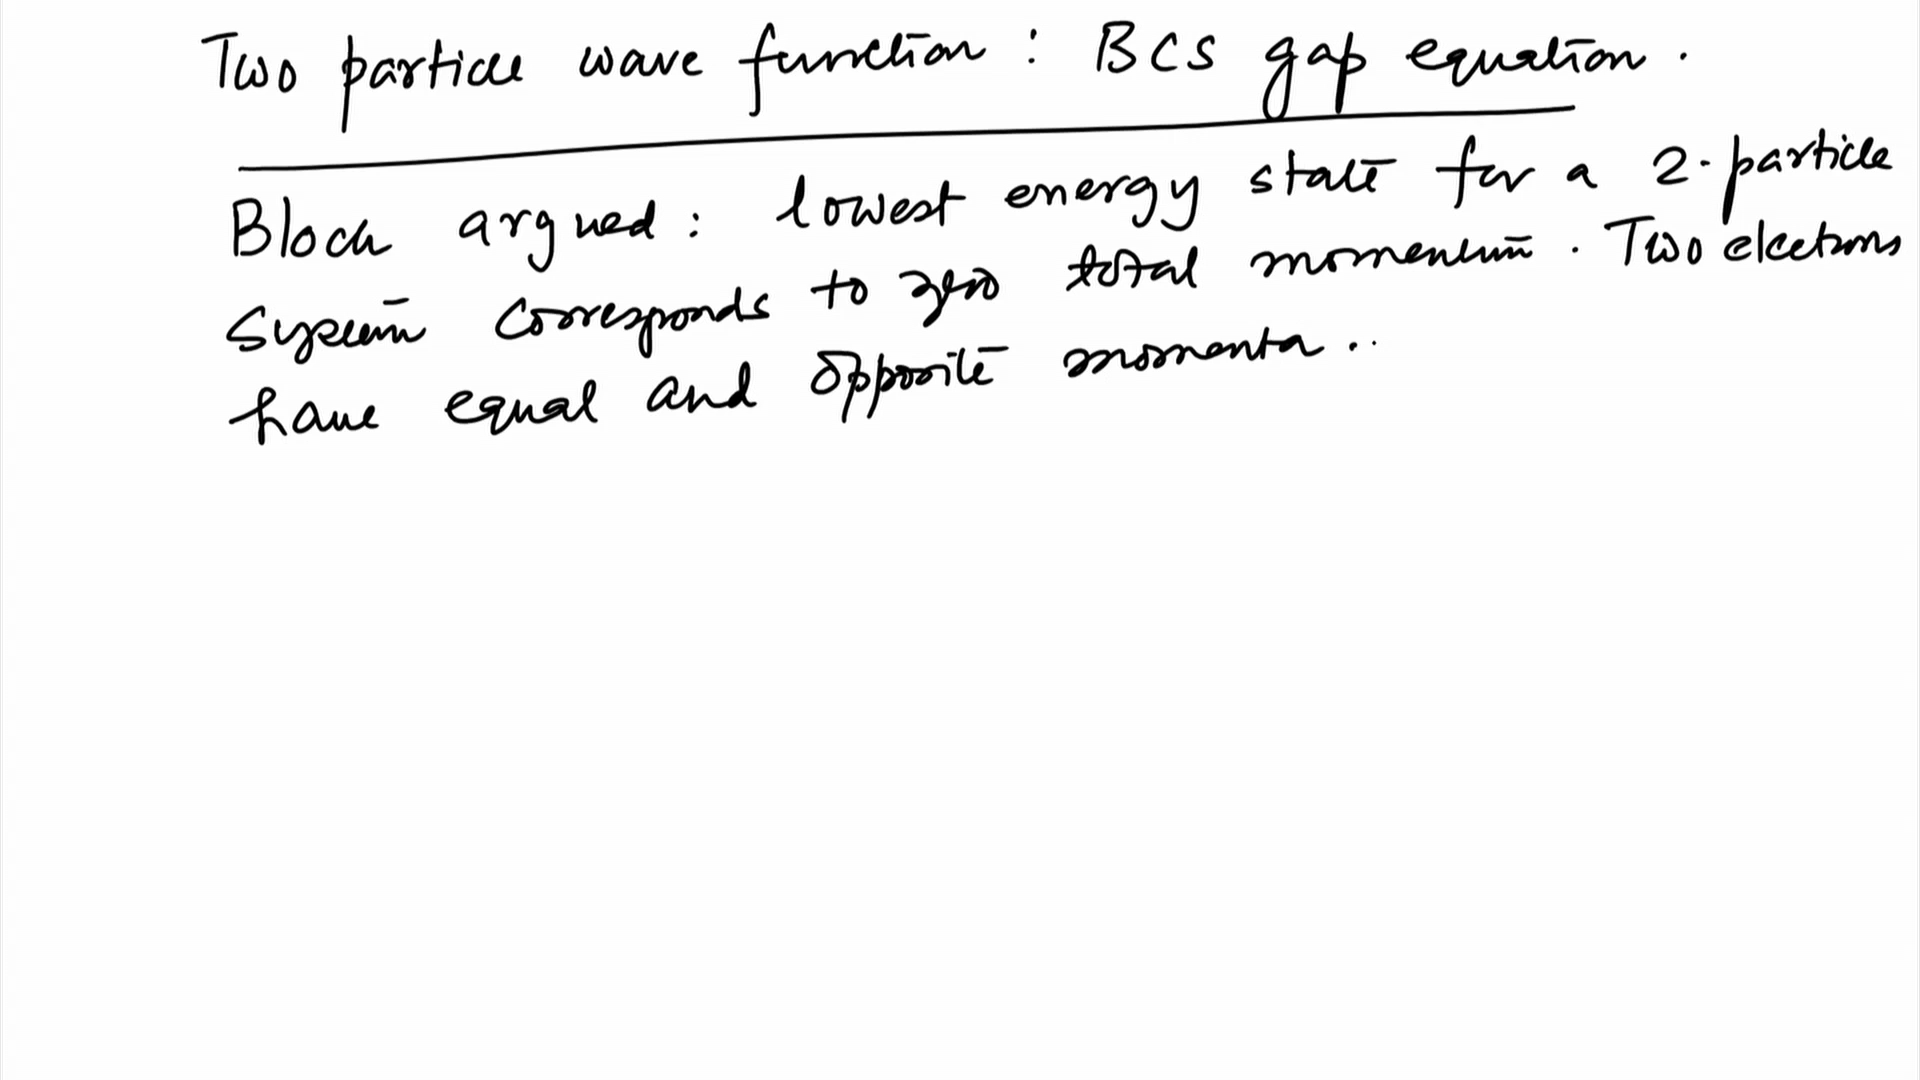 Two particle wave function : BCS gap equation.
Bloch argued : lowest energy state for a 2-particle
system corresponds to zero total momentum. Two electrons
have equal and opposite momenta..